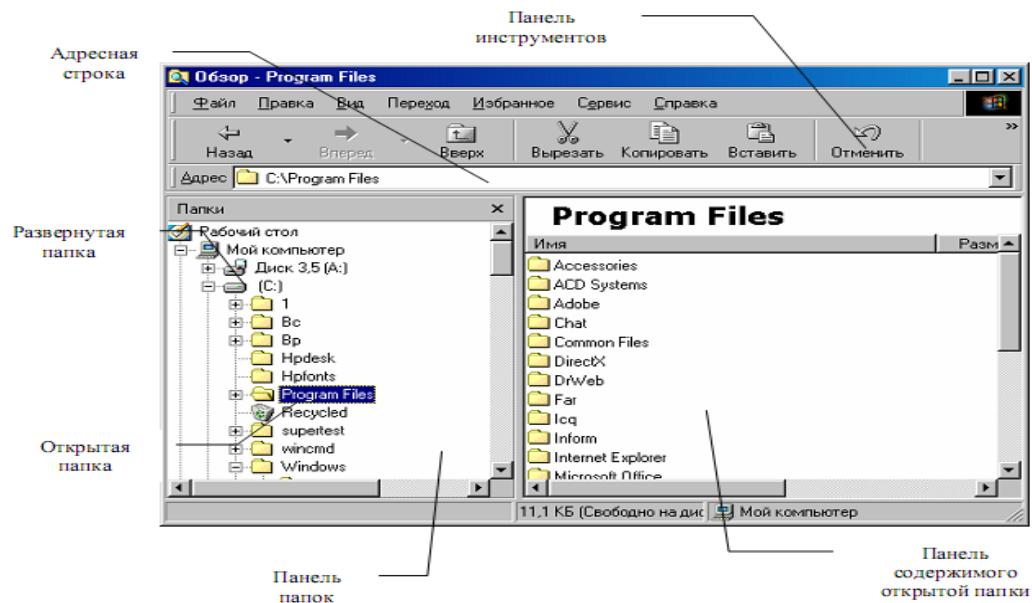 Панель
инструментов
Адресная
строка
Обзор - Program Files
Файл Правка Вид Переход Избранное Сервис Справка
Назад Вперед Вверх Вырезать Копировать Вставить Отменить »
Адрес C:\Program Files
Папки
Program Files
Развернутая
папка
Рабочий стол
Мой компьютер
Диск 3,5 (A:)
(C:)
1
Bc
Bp
Hpdesk
Hpfonts
Program Files
Recycled
supertest
wincmd
Windows
Имя Разм
Accessories
ACD Systems
Adobe
Chat
Common Files
DirectX
DrWeb
Far
Icq
Inform
Internet Explorer
Microsoft Office
Открытая
папка
11,1 КБ (Свободно на дис Мой компьютер
Панель
папок
Панель
содержимого
открытой папки